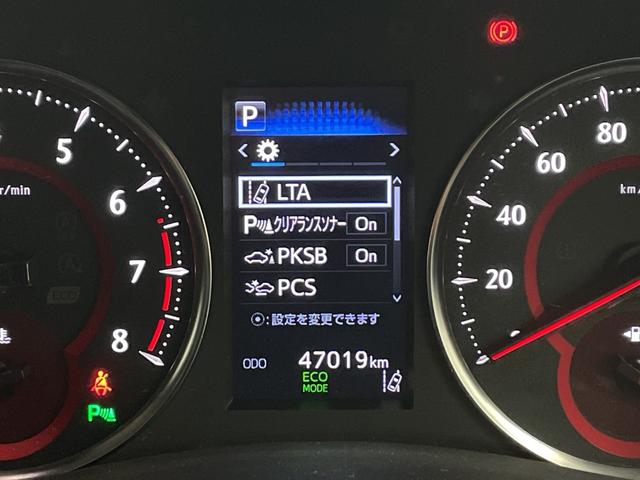 P
P
LTA
P クリアランスソナー On
PKSB On
PCS
:設定を変更できます
ODO 47019km
ECO
MODE
5
6
7
8
r/min
ECO
P
80
60
40
20
km/